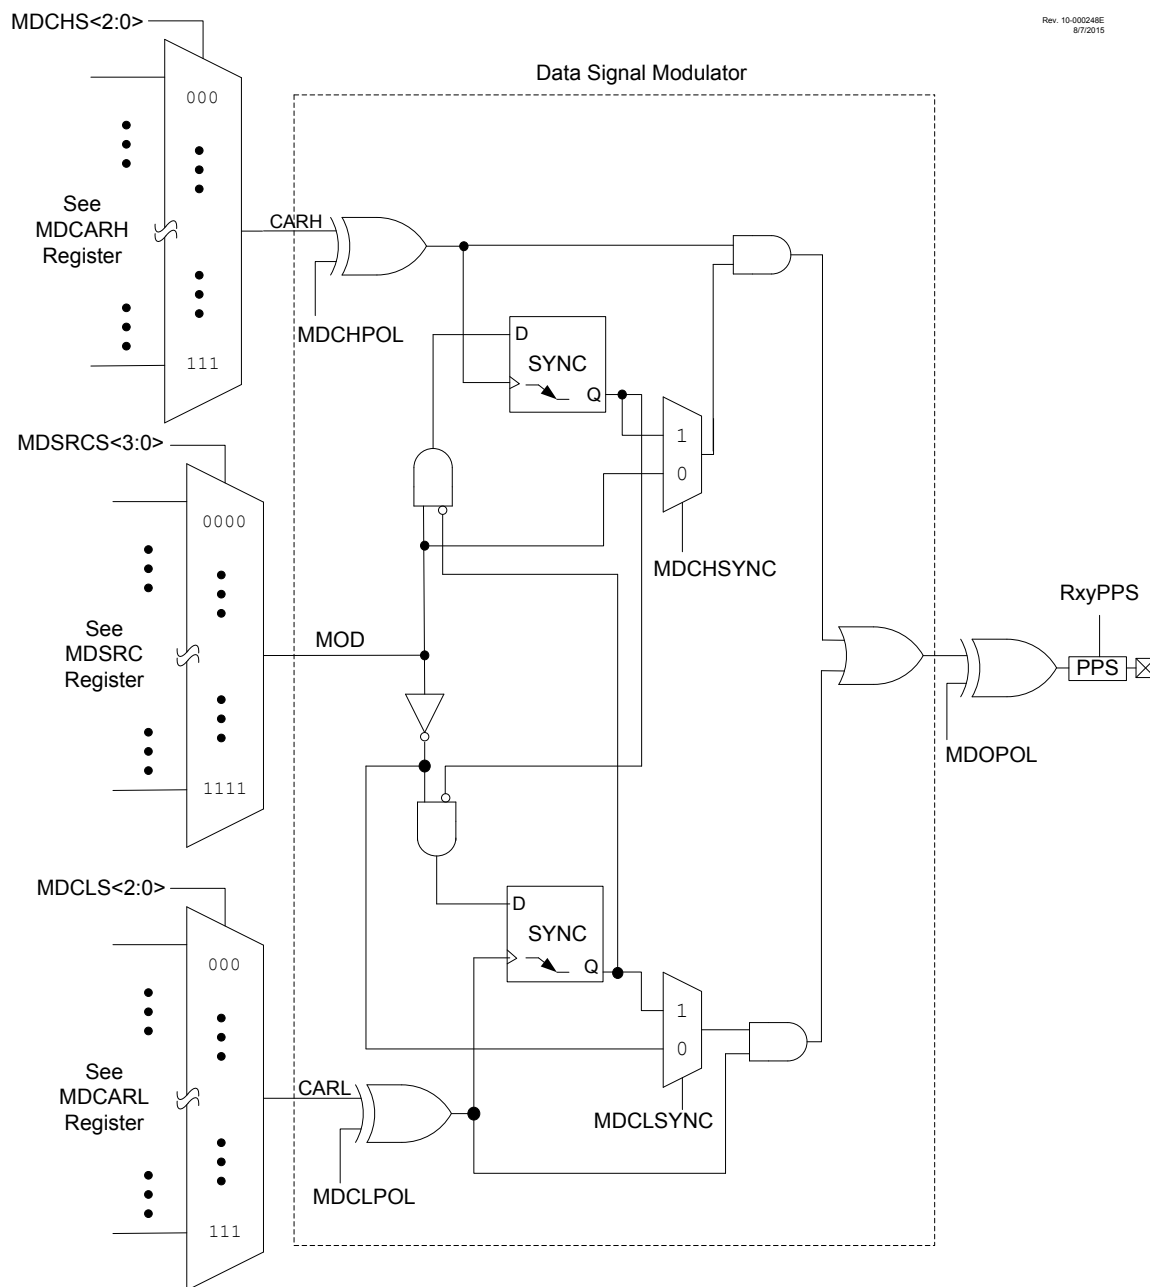 MDCHS<2:0>
Rev. 10-000248E
8/7/2015
Data Signal Modulator
000
See
MDCARH
Register
CARH
MDCHPOL
111
D
SYNC
Q
1
0
MDCHSYNC
MDSRCS<3:0>
0000
See
MDSRC
Register
MOD
1111
RxyPPS
PPS
MDOPOL
MDCLS<2:0>
000
D
SYNC
Q
1
0
MDCLSYNC
See
MDCARL
Register
CARL
MDCLPOL
111